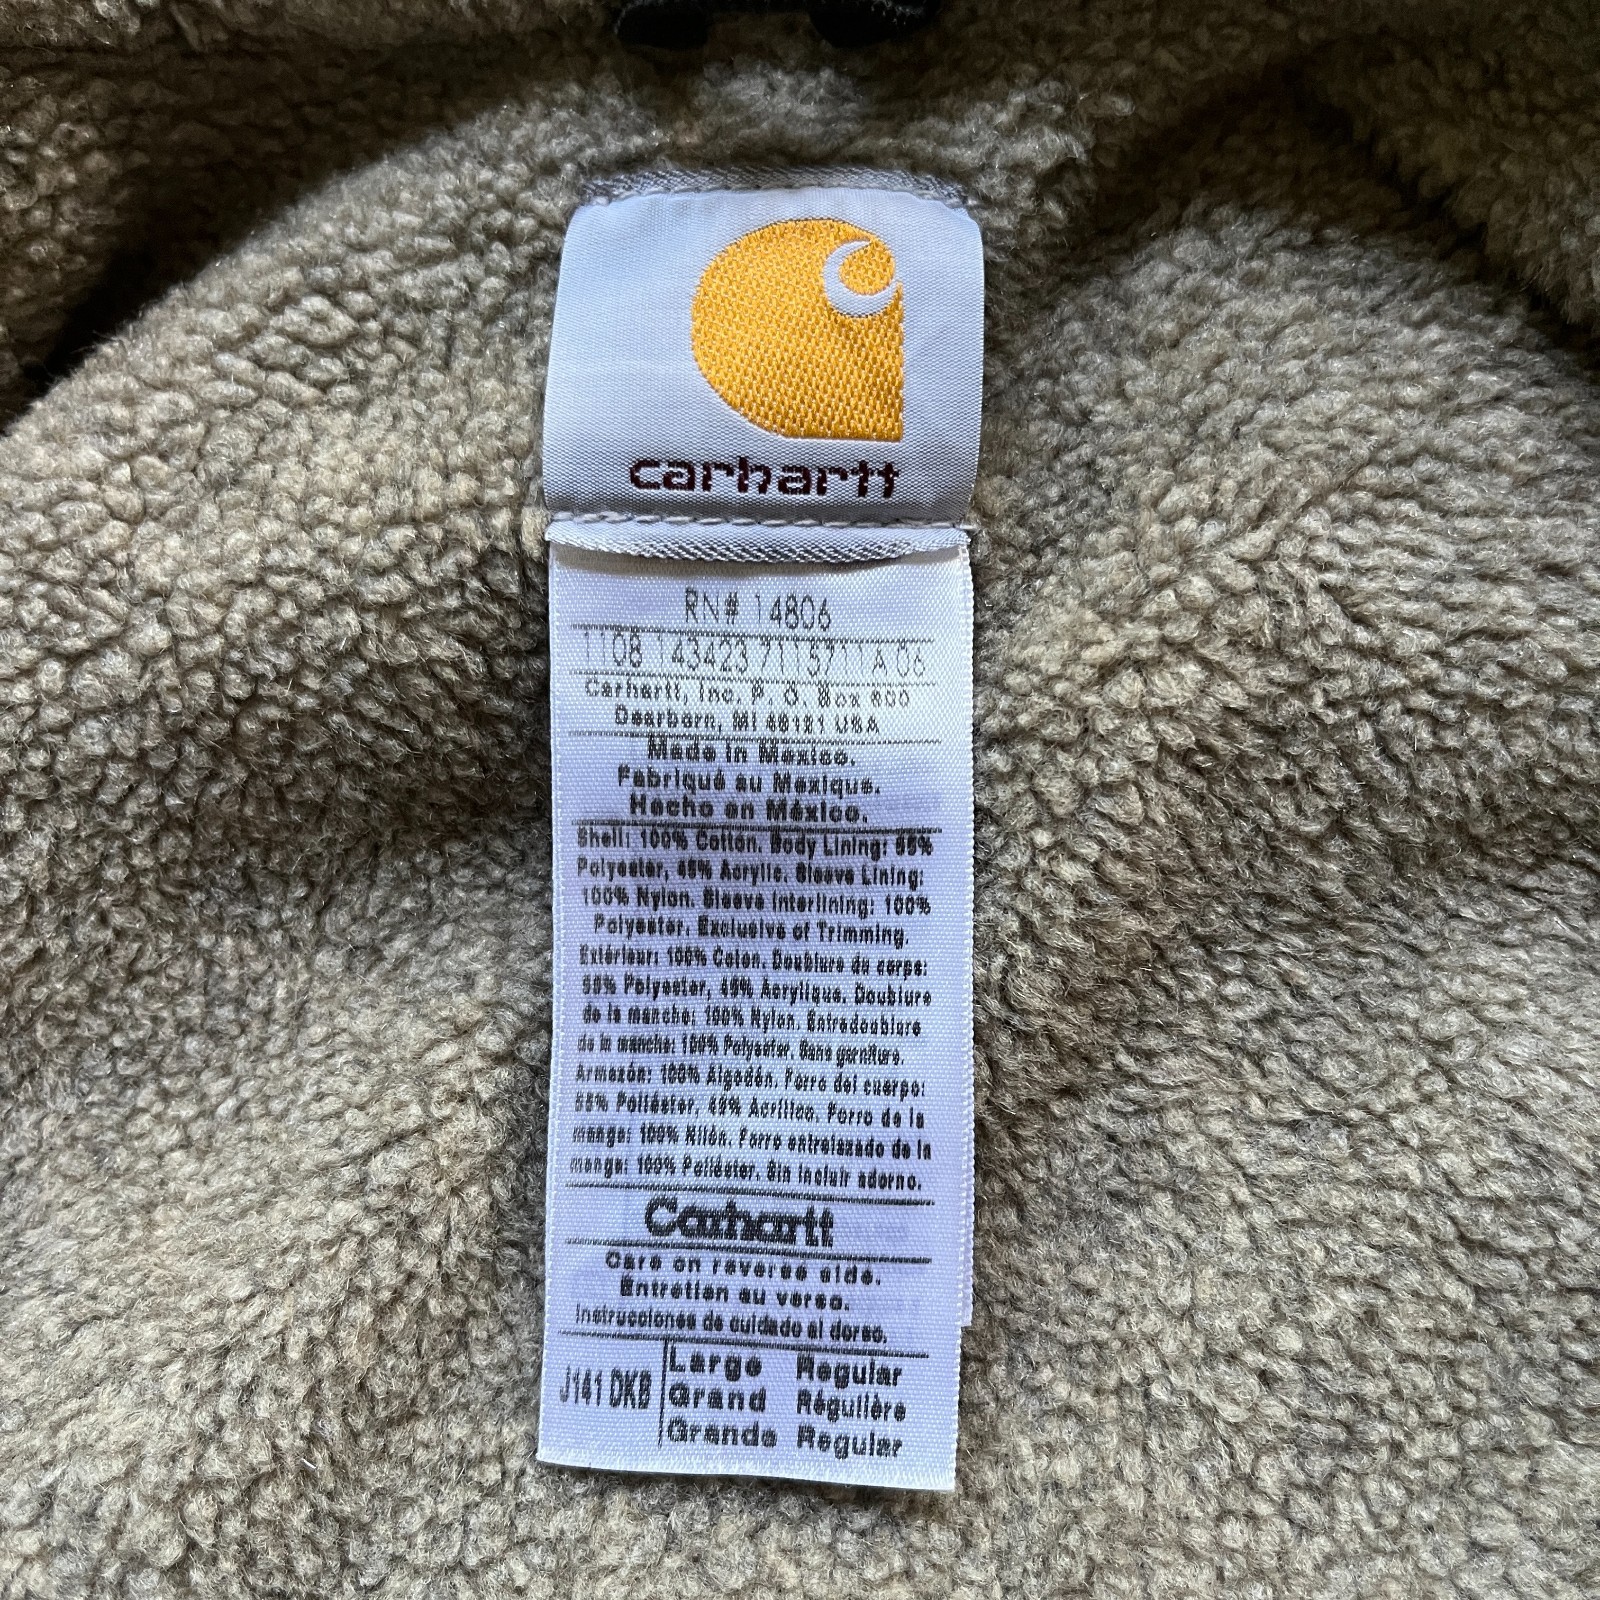 carhartt
RN# 14806
1108 143423 7115711A 06
Carhartt, Inc. P. O. Box 600
Dearborn, MI 48121 USA
Made in Mexico.
Fabriqué au Mexique.
Hecho en México.
Shell: 100% Cotton. Body Lining: 55%
Polyester, 45% Acrylic. Sleeve Lining:
100% Nylon. Sleeve Interlining: 100%
Polyester. Exclusive of Trimming.
Extérieur: 100% Coton. Doublure du corps:
55% Polyester, 45% Acrylique. Doublure
de la manche: 100% Nylon. Entredoublure
de la manche: 100% Polyester. Sans garniture.
Armazón: 100% Algodón. Forro del cuerpo:
55% Poliéster, 45% Acrílico. Forro de la
manga: 100% Nilón. Forro entrelazado de la
manga: 100% Poliéster. Sin incluir adorno.
Carhartt
Care on reverse side.
Entretien au verso.
Instrucciones de cuidado al dorso.
J141 DKB
Large Regular
Grand Régulière
Grande Regular